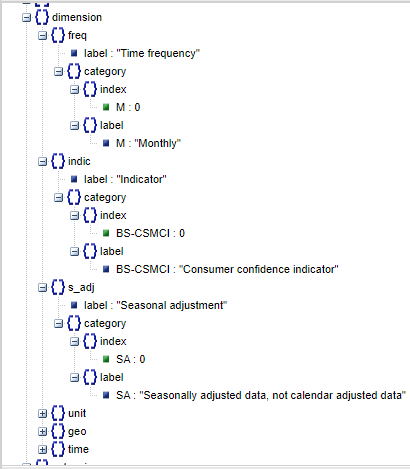 dimension
freq
label : "Time frequency"
category
index
M : 0
label
M : "Monthly"
indic
label : "Indicator"
category
index
BS-CSMCI : 0
label
BS-CSMCI : "Consumer confidence indicator"
s_adj
label : "Seasonal adjustment"
category
index
SA : 0
label
SA : "Seasonally adjusted data, not calendar adjusted data"
unit
geo
time